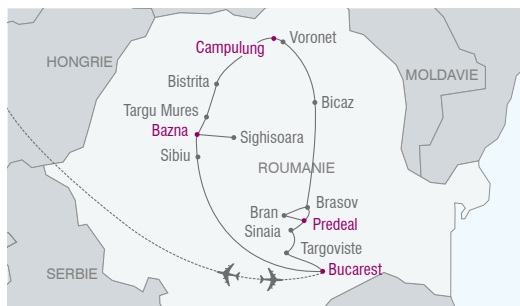 Voronet
Campulung
HONGRIE
MOLDAVIE
Bistrita
Targu Mures
Bicaz
Bazna
Sighisoara
Sibiu
ROUMANIE
Brasov
Bran
Predeal
Sinaia
Targoviste
SERBIE
Bucarest